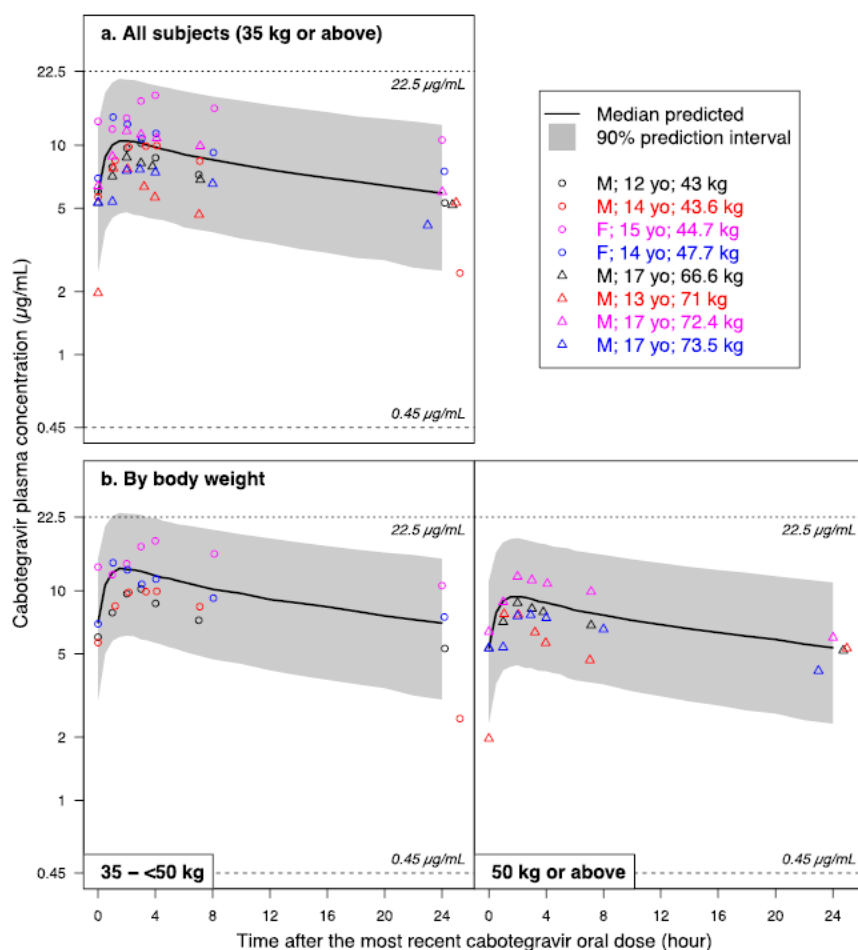 a. All subjects (35 kg or above)
22.5
22.5 µg/mL
10
5
2
1
0.45 µg/mL
0.45
Median predicted
90% prediction interval
M; 12 yo; 43 kg
M; 14 yo; 43.6 kg
F; 15 yo; 44.7 kg
F; 14 yo; 47.7 kg
M; 17 yo; 66.6 kg
M; 13 yo; 71 kg
M; 17 yo; 72.4 kg
M; 17 yo; 73.5 kg
Cabotegravir plasma concentration (µg/mL)
b. By body weight
22.5
22.5 µg/mL
22.5 µg/mL
10
5
2
1
0.45 µg/mL
0.45 µg/mL
0.45
35 – <50 kg
50 kg or above
0 4 8 12 16 20 24 0 4 8 12 16 20 24
Time after the most recent cabotegravir oral dose (hour)